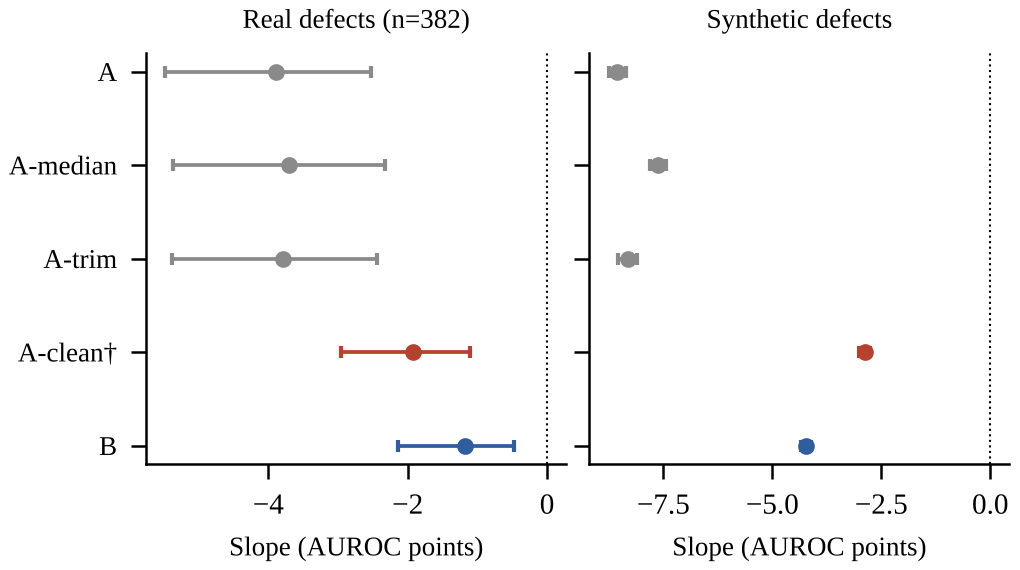 Real defects (n=382)
Synthetic defects
A
A-median
A-trim
A-clean†
B
−4
−2
0
−7.5
−5.0
−2.5
0.0
Slope (AUROC points)
Slope (AUROC points)